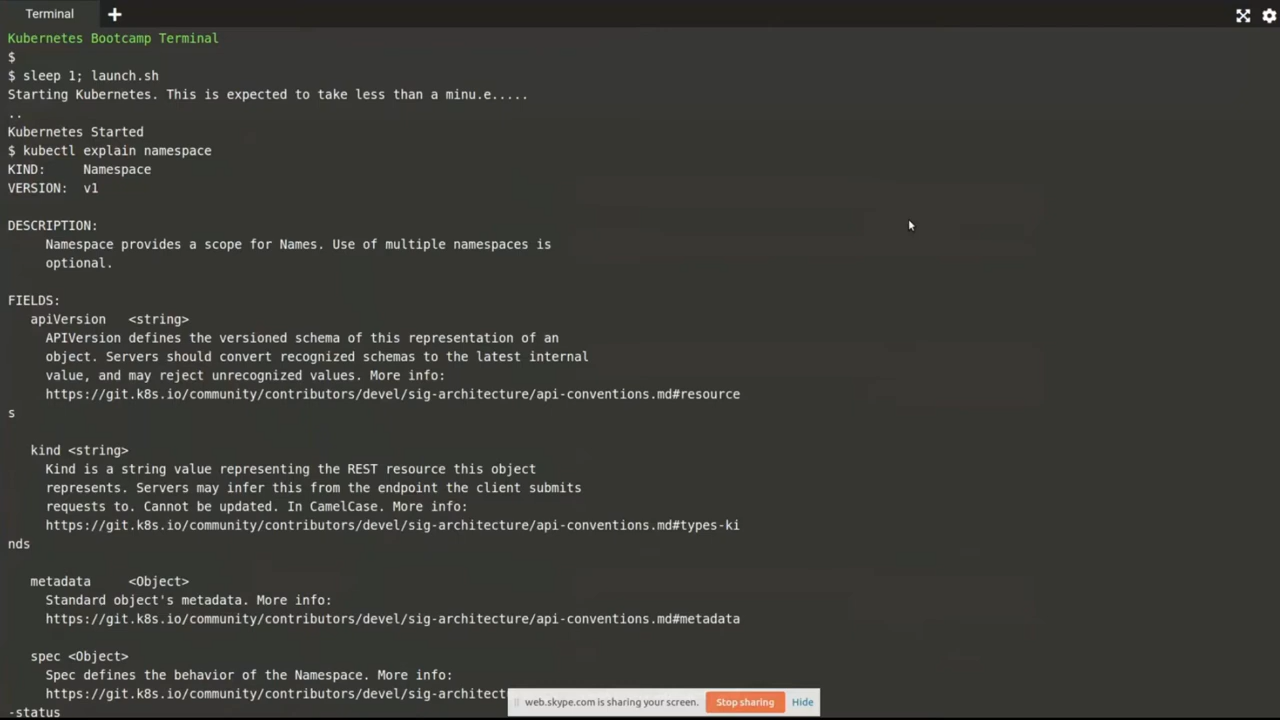 Terminal
Kubernetes Bootcamp Terminal
$
$ sleep 1; launch.sh
Starting Kubernetes. This is expected to take less than a minu.e.....
..
Kubernetes Started
$ kubectl explain namespace
KIND:     Namespace
VERSION:  v1
DESCRIPTION:
Namespace provides a scope for Names. Use of multiple namespaces is
optional.
FIELDS:
apiVersion   <string>
APIVersion defines the versioned schema of this representation of an
object. Servers should convert recognized schemas to the latest internal
value, and may reject unrecognized values. More info:
https://git.k8s.io/community/contributors/devel/sig-architecture/api-conventions.md#resource
s
kind <string>
Kind is a string value representing the REST resource this object
represents. Servers may infer this from the endpoint the client submits
requests to. Cannot be updated. In CamelCase. More info:
https://git.k8s.io/community/contributors/devel/sig-architecture/api-conventions.md#types-ki
nds
metadata     <Object>
Standard object's metadata. More info:
https://git.k8s.io/community/contributors/devel/sig-architecture/api-conventions.md#metadata
spec <Object>
Spec defines the behavior of the Namespace. More info:
https://git.k8s.io/community/contributors/devel/sig-architect
-status
web.skype.com is sharing your screen. Stop sharing Hide